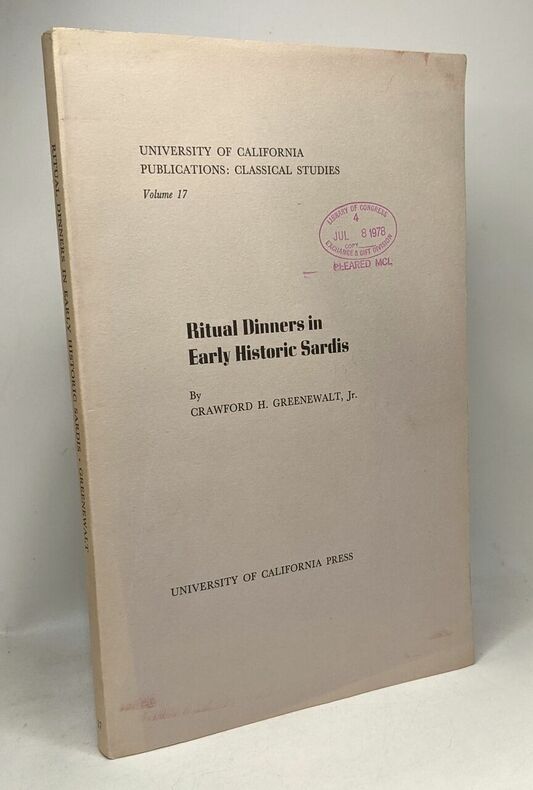 UNIVERSITY OF CALIFORNIA
PUBLICATIONS: CLASSICAL STUDIES
Volume 17
LIBRARY OF CONGRESS
4
JUL 8 1978
COPY
EXCHANGE & GIFT DIVISION
CLEARED MCL
Ritual Dinners in
Early Historic Sardis
By
CRAWFORD H. GREENEWALT, Jr.
UNIVERSITY OF CALIFORNIA PRESS
RITUAL DINNERS IN EARLY HISTORIC SARDIS • GREENEWALT
17